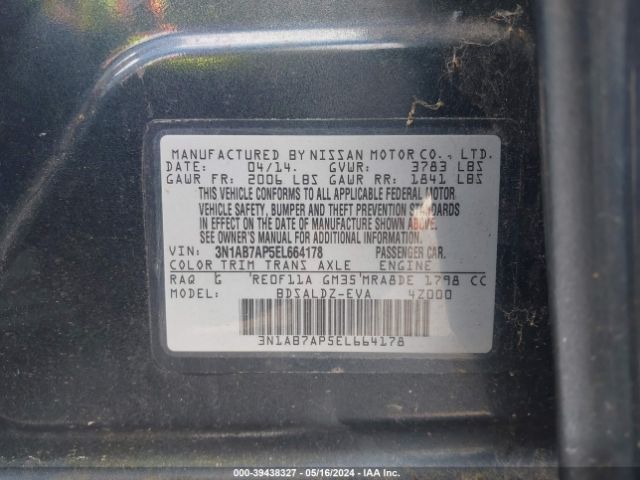 MANUFACTURED BY NISSAN MOTOR CO., LTD.
DATE: 04/14. GVWR: 3783 LBS
GAWR FR: 2006 LBS GAWR RR: 1841 LBS
THIS VEHICLE CONFORMS TO ALL APPLICABLE FEDERAL MOTOR
VEHICLE SAFETY, BUMPER AND THEFT PREVENTION STANDARDS
IN EFFECT ON THE DATE OF MANUFACTURE SHOWN ABOVE.
SEE OWNER'S MANUAL FOR ADDITIONAL INFORMATION.
VIN: 3N1AB7AP5EL664178 PASSENGER CAR.
COLOR TRIM TRANS AXLE ENGINE
RAQ G RE0F11A GM35 MRA8DE 1798 CC
MODEL: BDSALDZ-EVA 4Z000
3N1AB7AP5EL664178
000-39438327 - 05/16/2024 - IAA Inc.